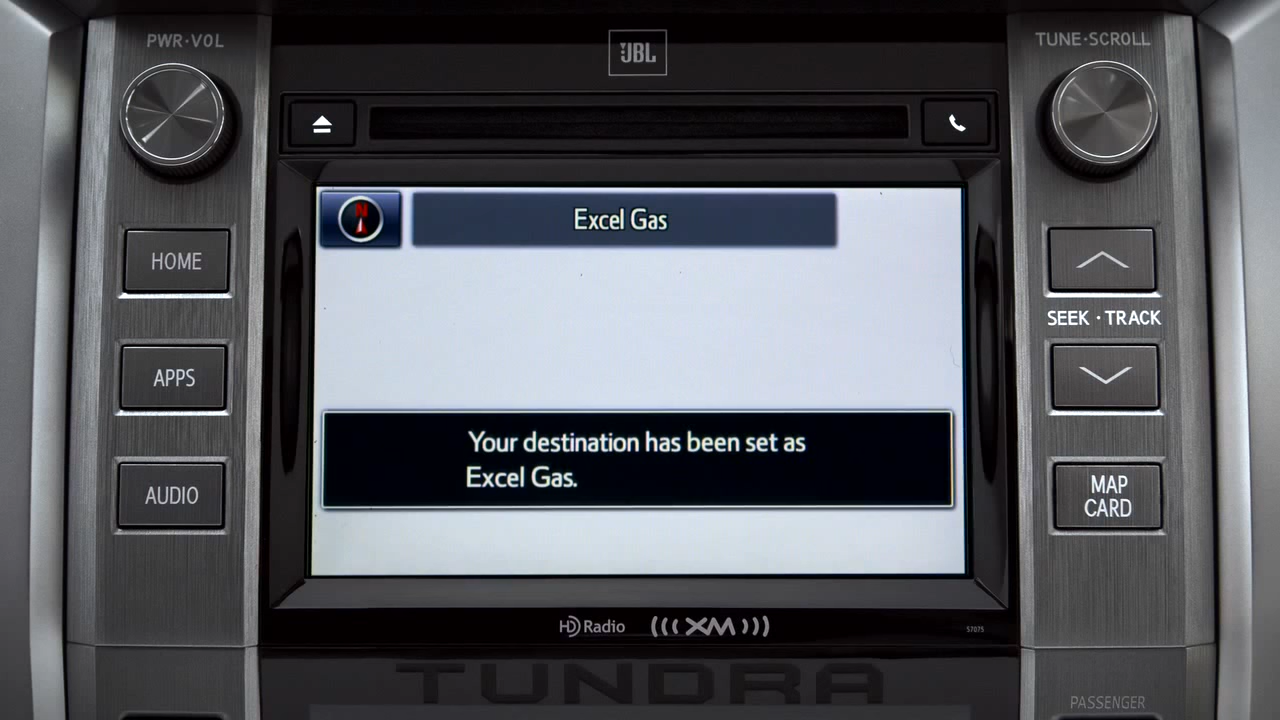 PWR·VOL
JBL
TUNE·SCROLL
N
Excel Gas
HOME
SEEK · TRACK
APPS
Your destination has been set as
Excel Gas.
AUDIO
MAP
CARD
HD Radio
XM
57075
TUNDRA
PASSENGER